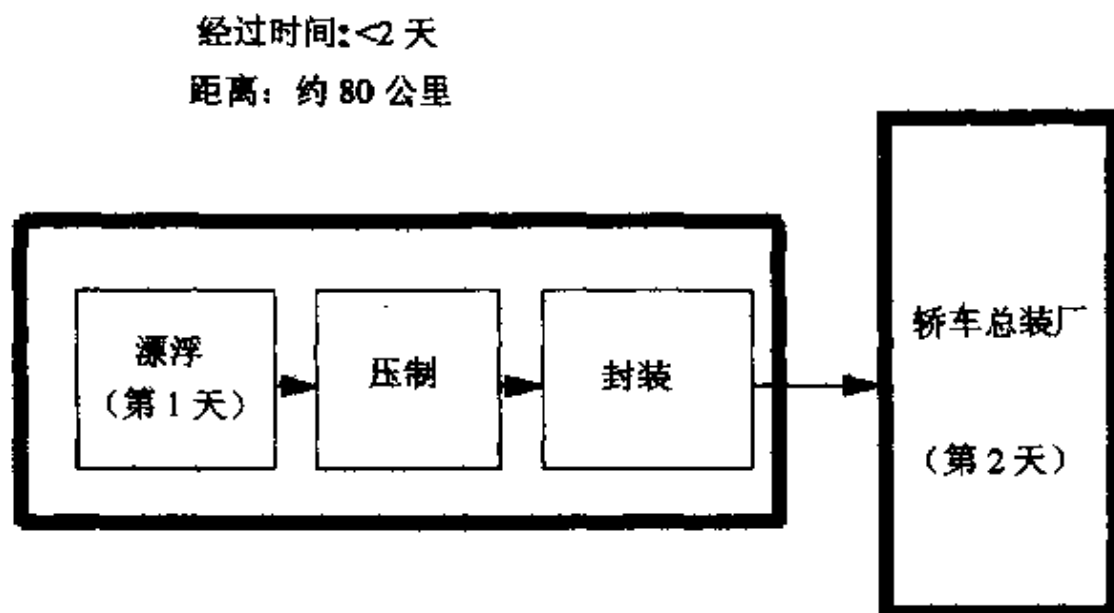 经过时间:<2 天
距离：约 80 公里
漂浮
（第 1 天）
压制
封装
轿车总装厂
（第 2 天）